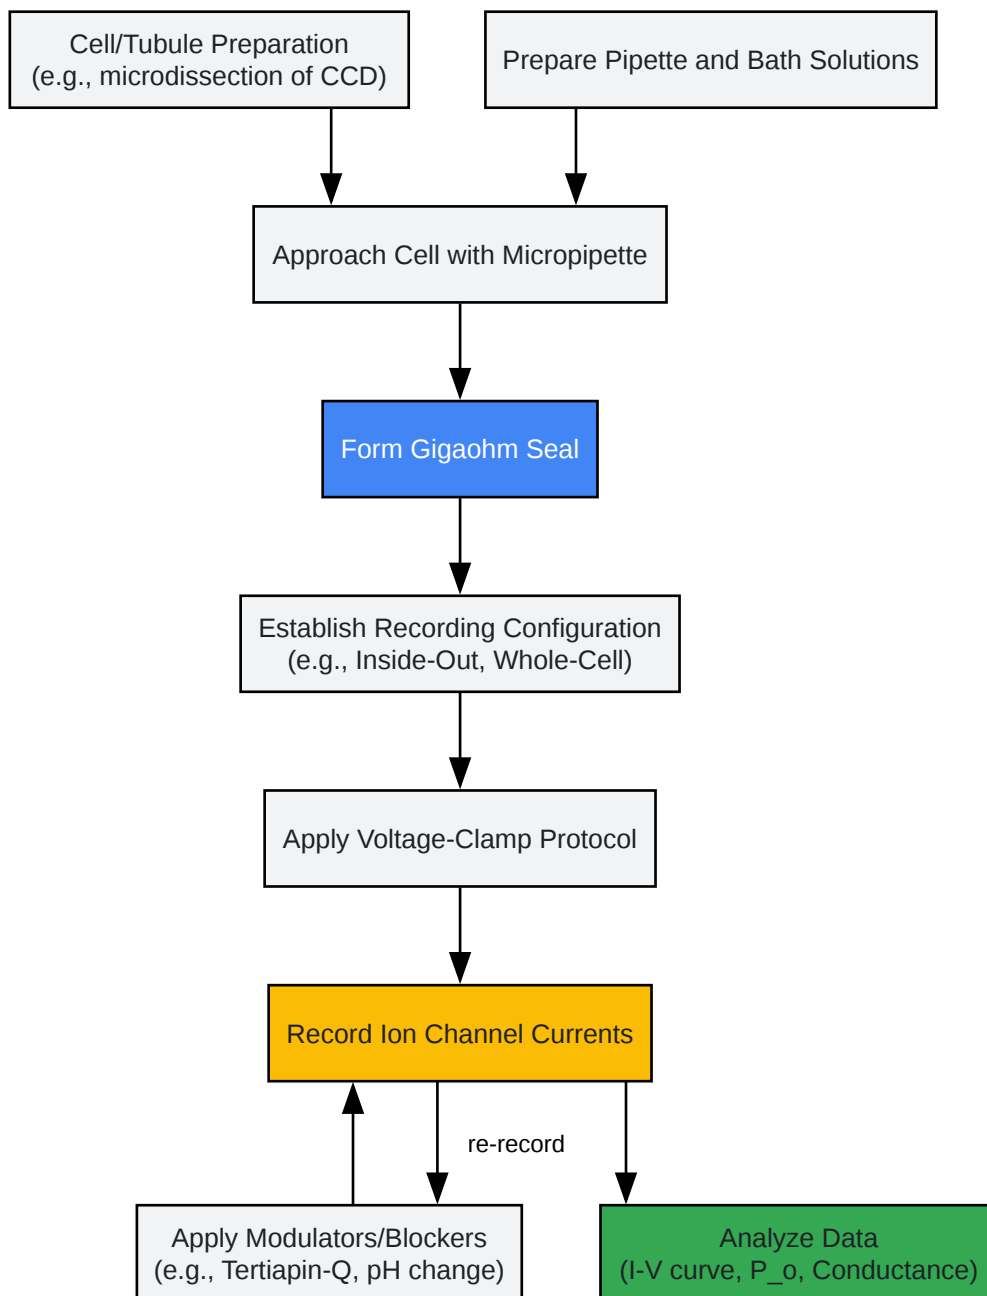 Cell/Tubule Preparation
(e.g., microdissection of CCD)
Prepare Pipette and Bath Solutions
Approach Cell with Micropipette
Form Gigaohm Seal
Establish Recording Configuration
(e.g., Inside-Out, Whole-Cell)
Apply Voltage-Clamp Protocol
Record Ion Channel Currents
re-record
Apply Modulators/Blockers
(e.g., Tertiapin-Q, pH change)
Analyze Data
(I-V curve, P_o, Conductance)